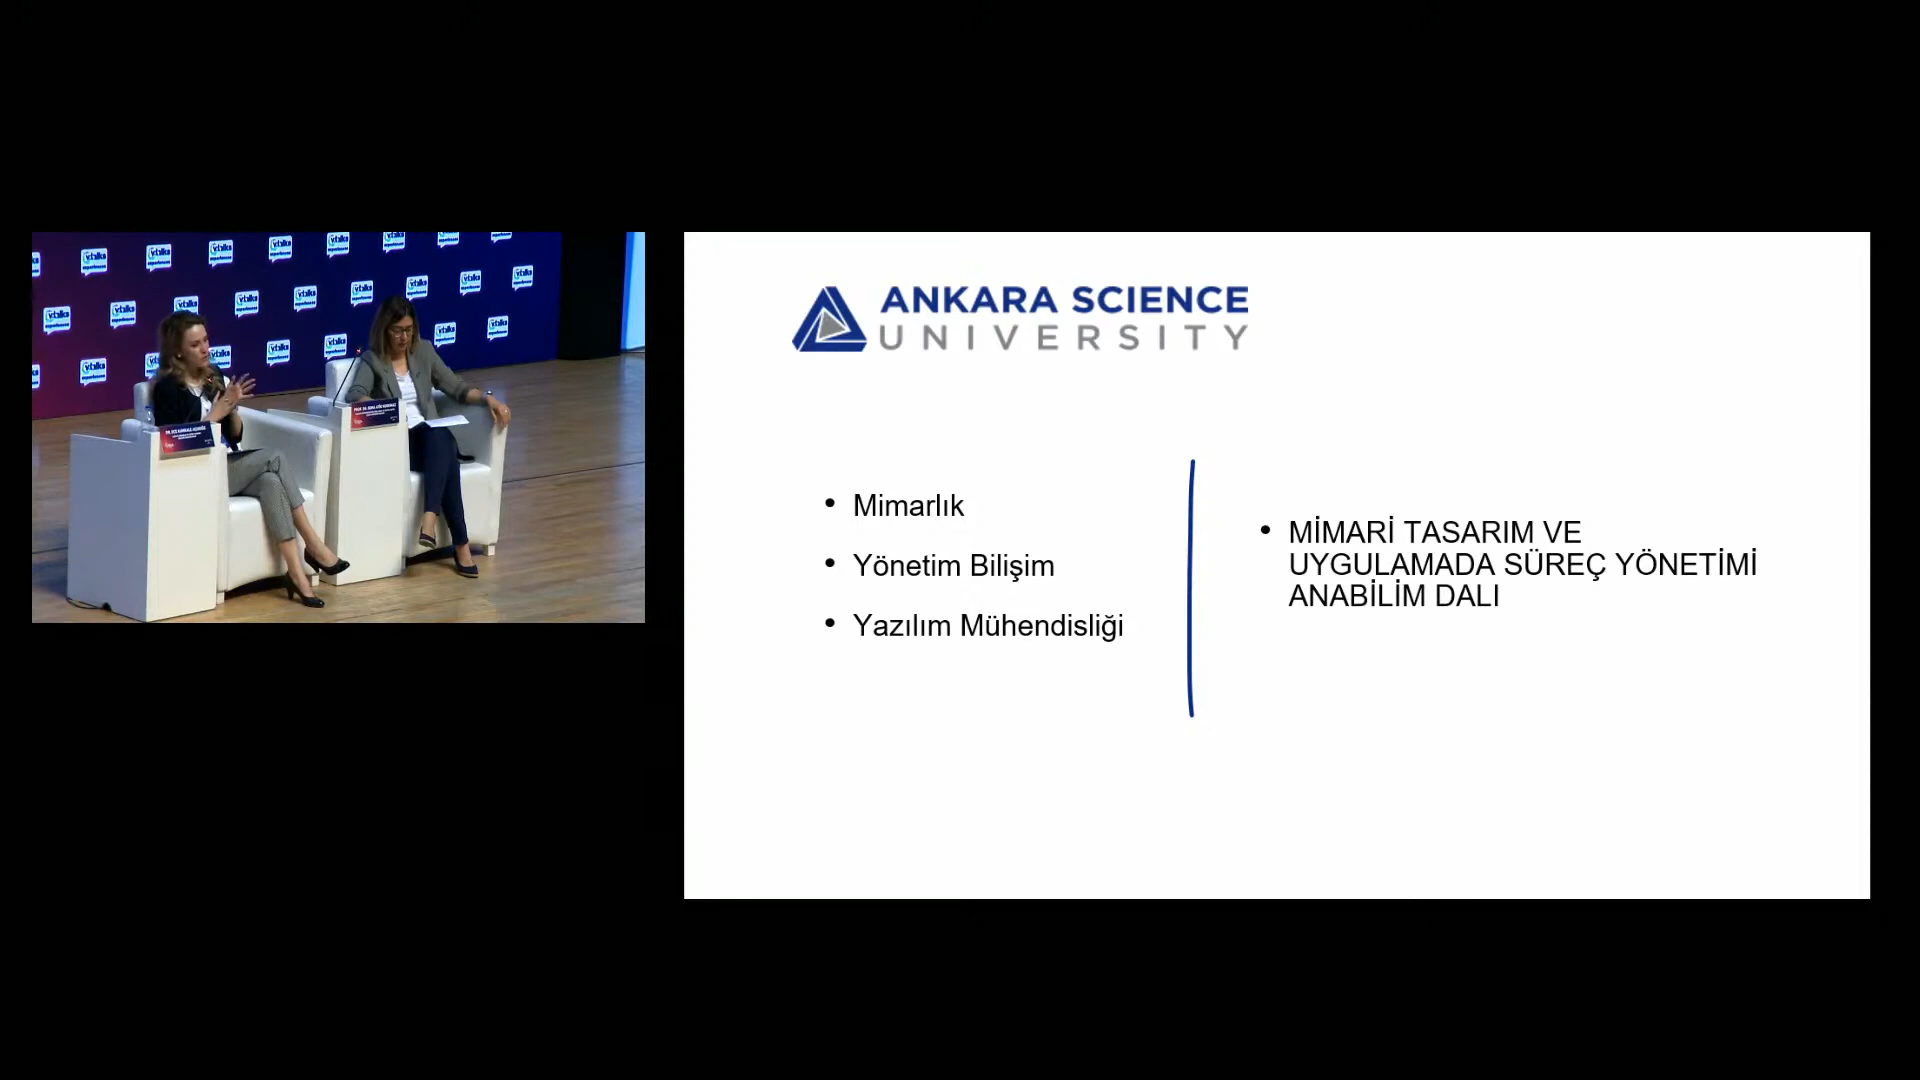 ANKARA SCIENCE
UNIVERSITY
• Mimarlık
• Yönetim Bilişim
• Yazılım Mühendisliği
• MİMARİ TASARIM VE
UYGULAMADA SÜREÇ YÖNETİMİ
ANABİLİM DALI